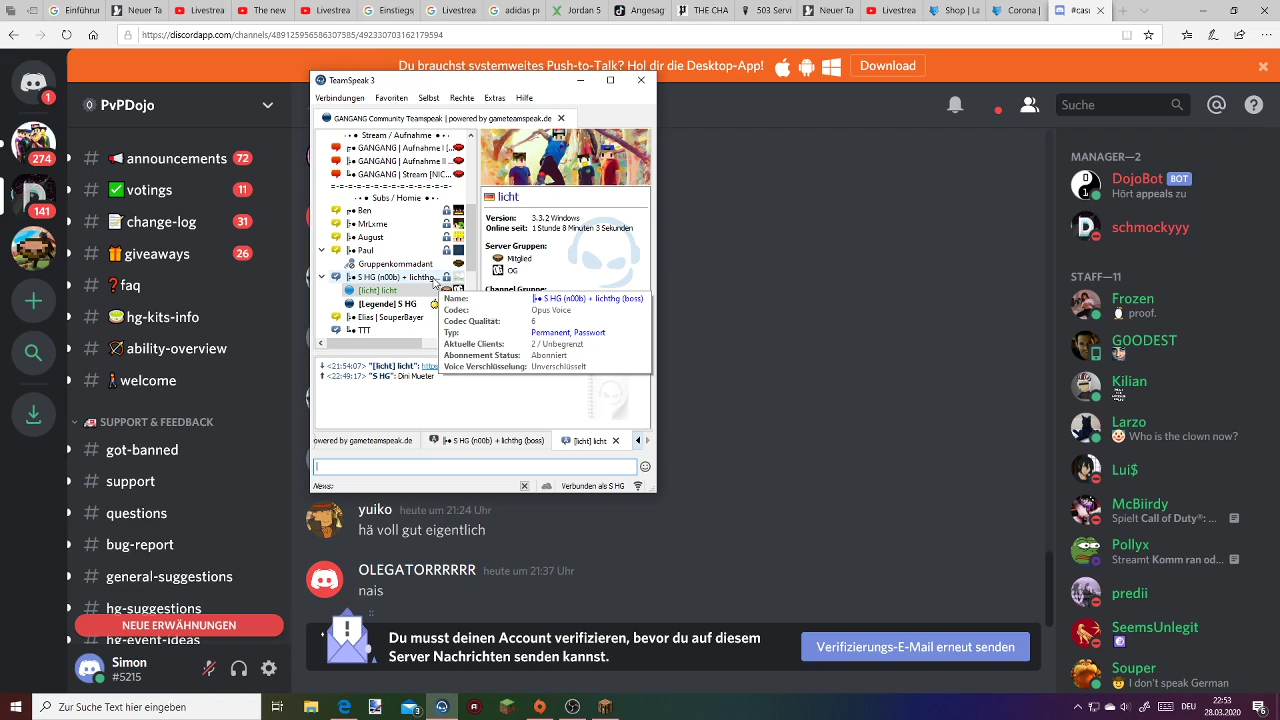 Einführur
Neuer Ta
Livestrea
The new
Livestrea
Einstiegs
Livestrea
adidas pr
Jordan 5
Angesag
THE CHA
503 Servi
Neuer Ta
Livestrea
Shop | La
Corona |
#casu
https://discordapp.com/channels/489125956586307585/492330703162179594
Du brauchst systemweites Push-to-Talk? Hol dir die Desktop-App!
Download
PvPDojo
Suche
1
274
141
announcements 72
votings 11
change-log 31
giveaways 26
faq
hg-kits-info
ability-overview
welcome
SUPPORT & FEEDBACK
got-banned
support
questions
bug-report
general-suggestions
hg-suggestions
hg-event-ideas
NEUE ERWÄHNUNGEN
Simon
#5215
TeamSpeak 3
Verbindungen Favoriten Selbst Rechte Extras Hilfe
GANGANG Community Teamspeak | powered by gameteamspeak.de
• • Stream / Aufnahme • •
GANGANG | Aufnahme I [...
GANGANG | Aufnahme II ...
GANGANG | Stream [NIC...
=-=-=-=-=-=-=-=-=-=-=-=
Subs / Homie
Ben
MrLxme
August
Paul
Gruppenkommadant
S HG (n00b) + lichthg
[licht] licht
[Legende] S HG
Elias | SouperBayer
TTT
licht
Version: 3.3.2 Windows
Online seit: 1 Stunde 8 Minuten 3 Sekunden
Server Gruppen:
Mitglied
OG
Channel Gruppe:
Name: S HG (n00b) + lichthg (boss)
Codec: Opus Voice
Codec Qualität: 6
Typ: Permanent, Passwort
Aktuelle Clients: 2 / Unbegrenzt
Abonnement Status: Abonniert
Voice Verschlüsselung: Unverschlüsselt
<21:54:07> "[licht] licht": https
<22:49:17> "S HG": Dini Mueter
owered by gameteamspeak.de
S HG (n00b) + lichthg (boss)
[licht] licht
News:
Verbunden als S HG
yuiko heute um 21:24 Uhr
hä voll gut eigentlich
OLEGATORRRRRR heute um 21:37 Uhr
nais
Du musst deinen Account verifizieren, bevor du auf diesem
Server Nachrichten senden kannst.
Verifizierungs-E-Mail erneut senden
MANAGER—2
DojoBot BOT
Hört appeals zu
schmockyyy
STAFF—11
Frozen
proof.
G00DEST
Kilian
Larzo
Who is the clown now?
Lui$
McBiirdy
Spielt Call of Duty®: ...
Pollyx
Streamt Komm ran od...
predii
SeemsUnlegit
Souper
I don't speak German
Zur Suche Text hier eingeben
3
DEU
22:53
28.03.2020